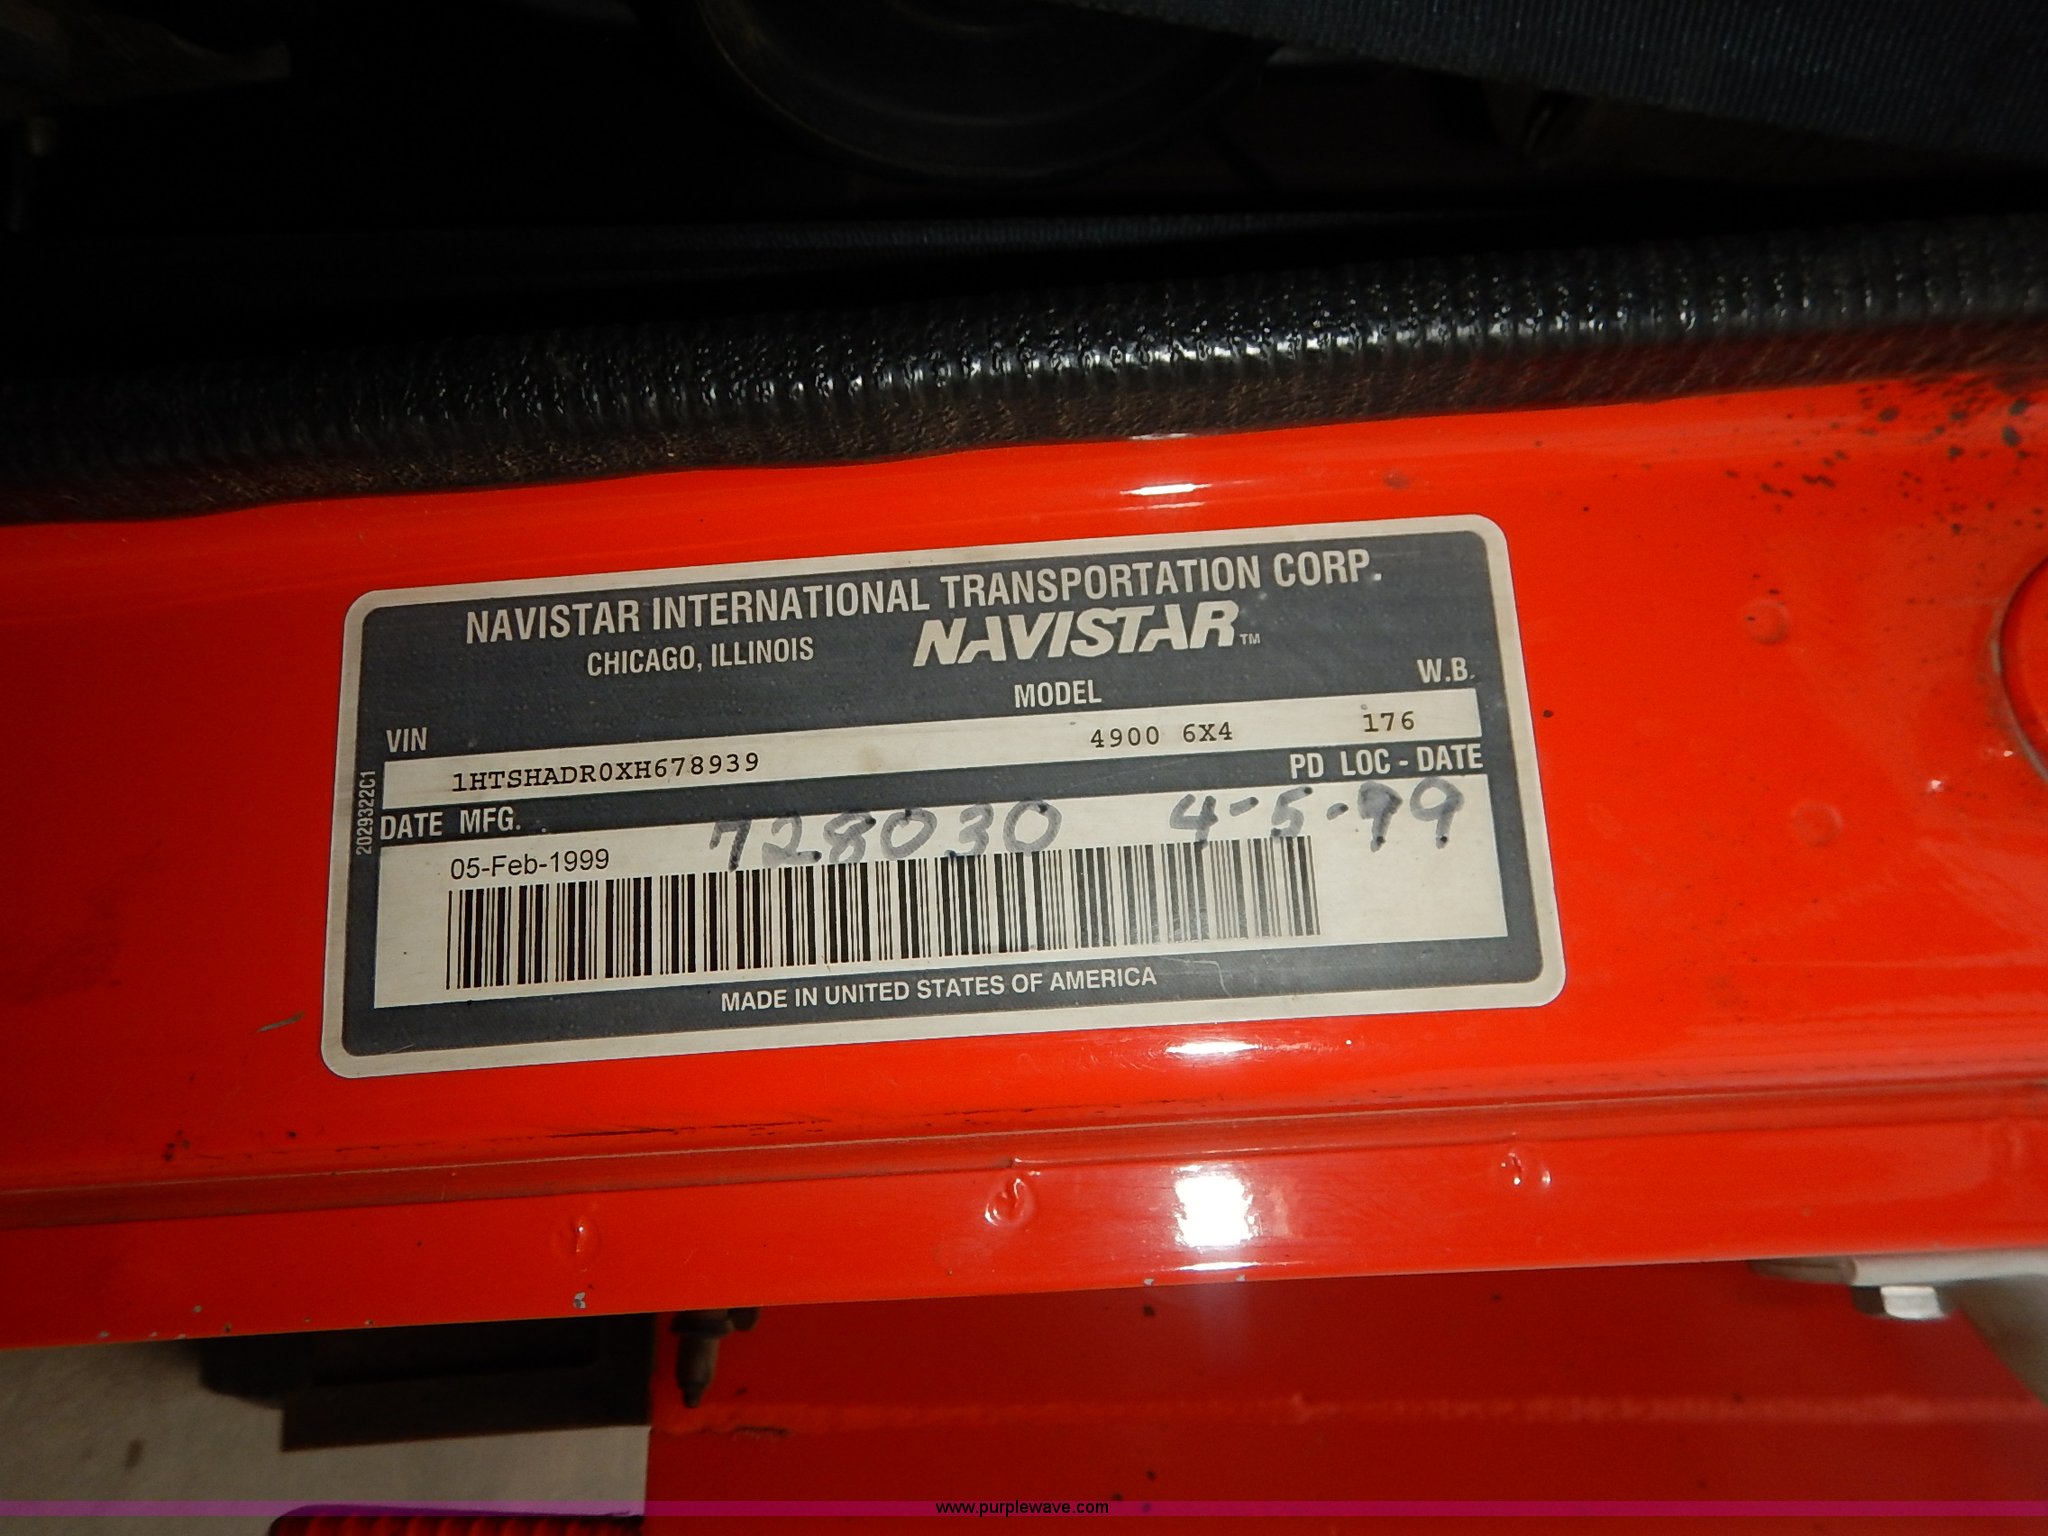 NAVISTAR INTERNATIONAL TRANSPORTATION CORP.
CHICAGO, ILLINOIS NAVISTAR™
VIN MODEL W.B.
1HTSHADR0XH678939 4900 6X4 176
DATE MFG. PD LOC - DATE
05-Feb-1999 728030 4-5-99
MADE IN UNITED STATES OF AMERICA
2029322C1
www.purplewave.com